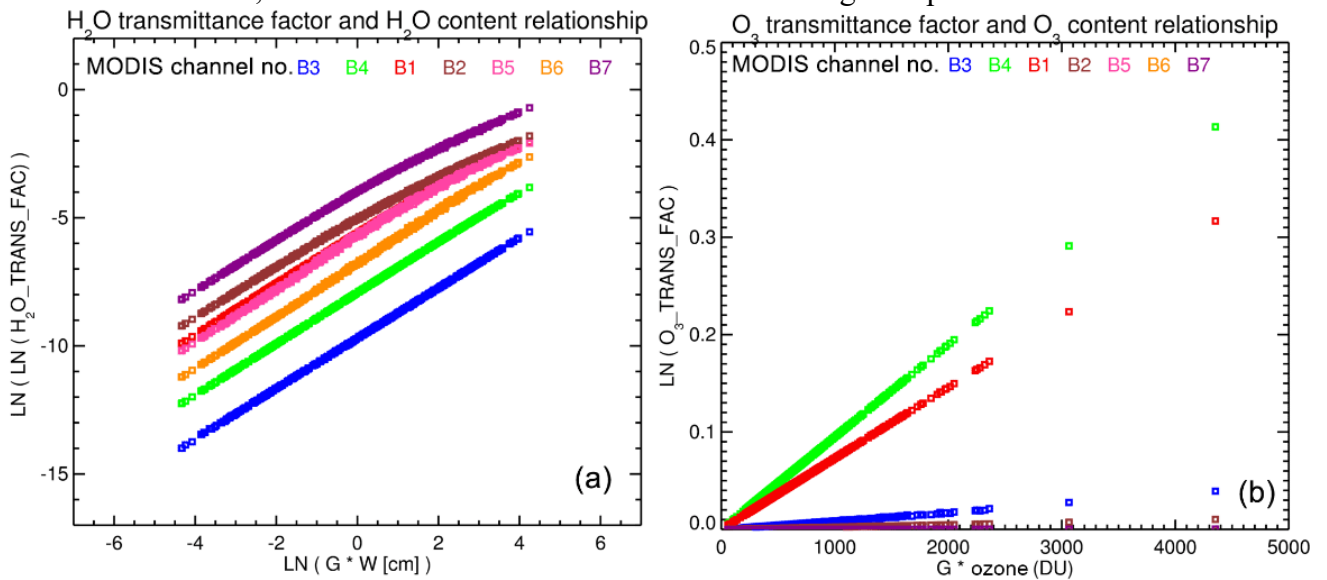 H₂O transmittance factor and H₂O content relationship
MODIS channel no. B3 B4 B1 B2 B5 B6 B7
LN ( LN ( H₂O_TRANS_FAC) )
0
-5
-10
-15
(a)
-6 -4 -2 0 2 4 6
LN ( G * W [cm] )
O₃ transmittance factor and O₃ content relationship
MODIS channel no. B3 B4 B1 B2 B5 B6 B7
LN ( O₃_TRANS_FAC )
0.5
0.4
0.3
0.2
0.1
0.0
(b)
0 1000 2000 3000 4000 5000
G * ozone (DU)